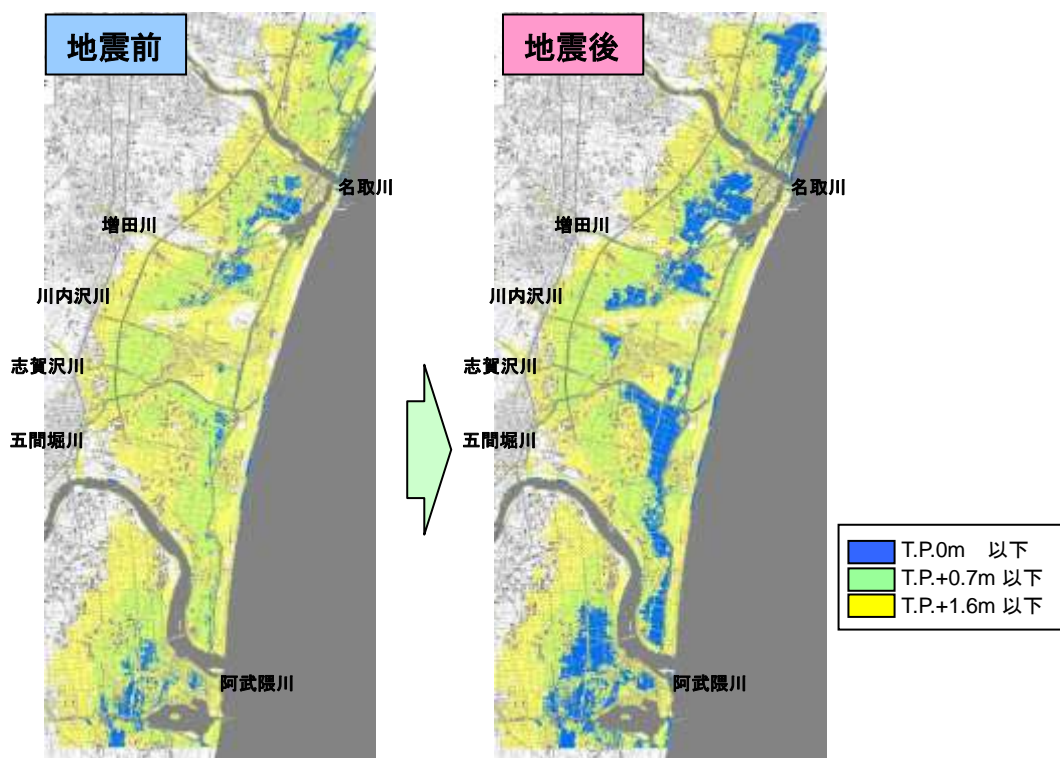 地震前
名取川
増田川
川内沢川
志賀沢川
五間堀川
阿武隈川
地震後
名取川
増田川
川内沢川
志賀沢川
五間堀川
阿武隈川
T.P.0m 以下
T.P.+0.7m 以下
T.P.+1.6m 以下